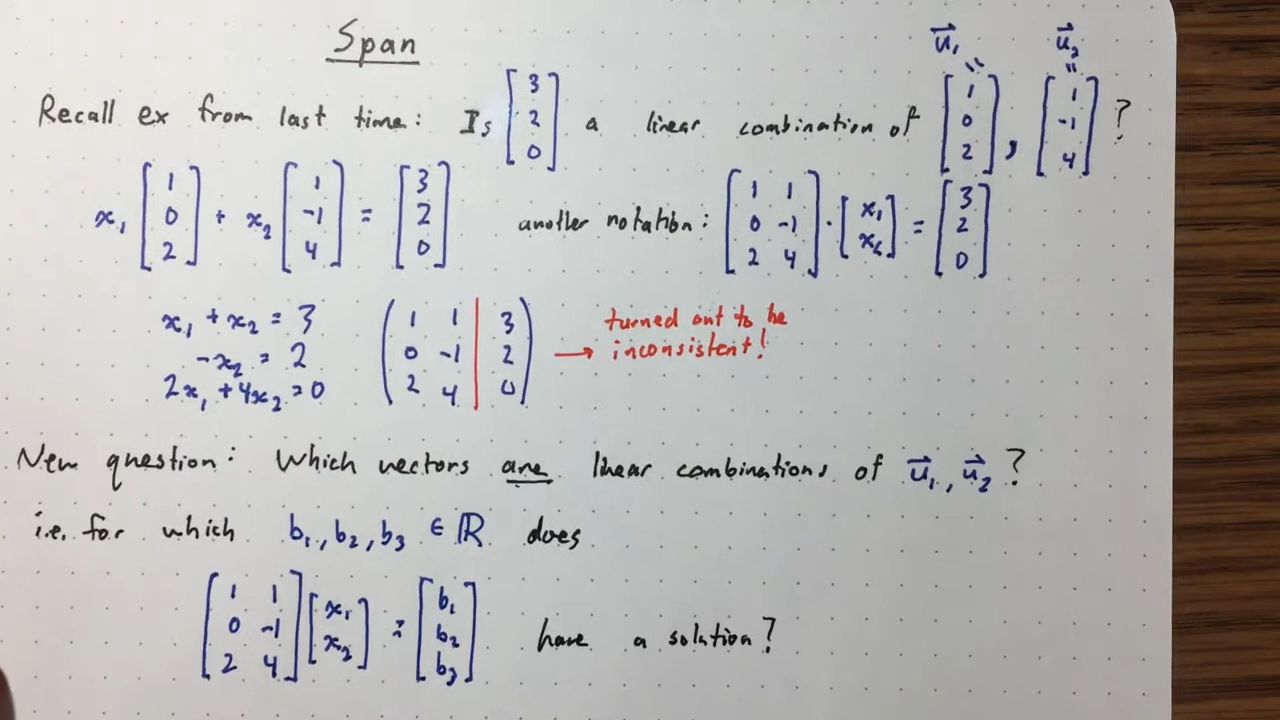 Span
Recall ex from last time: Is [3 2 0] a linear combination of u⃗₁ = [1 0 2], u⃗₂ = [1 -1 4]?
x₁ [1 0 2] + x₂ [1 -1 4] = [3 2 0] another notation: [1 1; 0 -1; 2 4] · [x₁ x₂] = [3 2 0]
x₁ + x₂ = 3
-x₂ = 2
2x₁ + 4x₂ = 0
(1 1 | 3; 0 -1 | 2; 2 4 | 0) → turned out to be
inconsistent!
New question: Which vectors are linear combinations of u⃗₁, u⃗₂?
i.e. for which b₁, b₂, b₃ ∈ ℝ does
[1 1; 0 -1; 2 4] [x₁ x₂] = [b₁ b₂ b₃] have a solution?